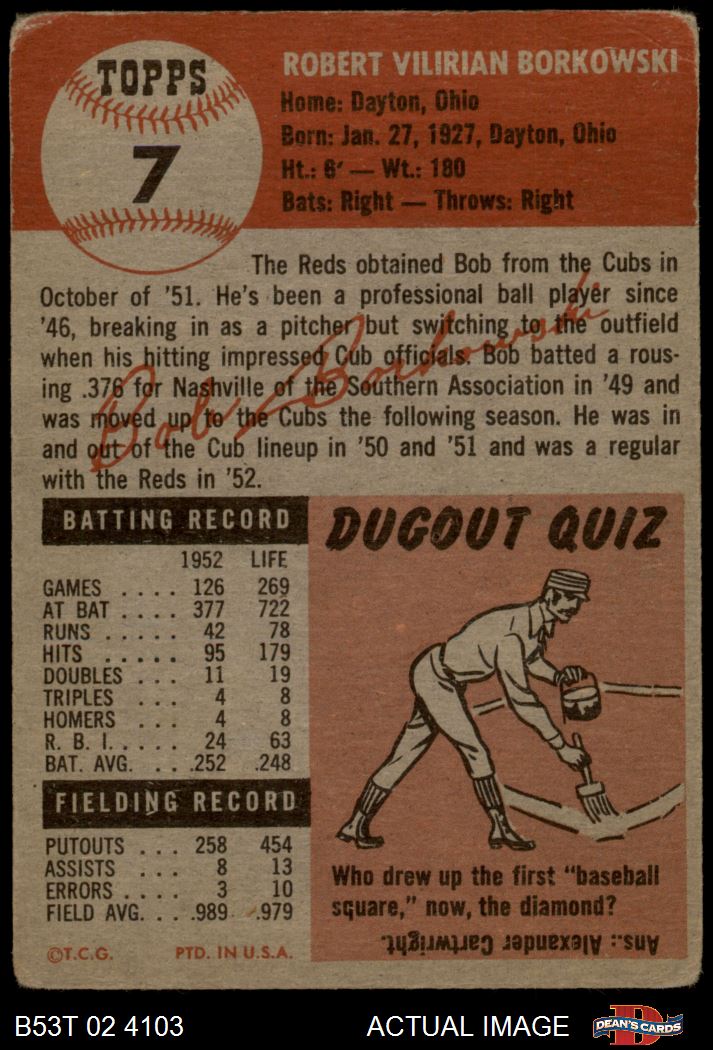 TOPPS
7
ROBERT VILIRIAN BORKOWSKI
Home: Dayton, Ohio
Born: Jan. 27, 1927, Dayton, Ohio
Ht.: 6' — Wt.: 180
Bats: Right — Throws: Right
The Reds obtained Bob from the Cubs in
October of '51. He's been a professional ball player since
'46, breaking in as a pitcher but switching to the outfield
when his hitting impressed Cub officials. Bob batted a rous-
ing .376 for Nashville of the Southern Association in '49 and
was moved up to the Cubs the following season. He was in
and out of the Cub lineup in '50 and '51 and was a regular
with the Reds in '52.
Bob Borkowski
BATTING RECORD
1952 LIFE
GAMES . . . . 126 269
AT BAT . . . . 377 722
RUNS . . . . . 42 78
HITS . . . . . 95 179
DOUBLES . . . 11 19
TRIPLES . . . 4 8
HOMERS . . . 4 8
R. B. I. . . . . 24 63
BAT. AVG. . . .252 .248
FIELDING RECORD
PUTOUTS . . . 258 454
ASSISTS . . . 8 13
ERRORS . . . . 3 10
FIELD AVG. . . .989 .979
©T.C.G. PTD. IN U.S.A.
DUGOUT QUIZ
Who drew up the first "baseball
square," now, the diamond?
Ans.: Alexander Cartwright.
B53T 02 4103
ACTUAL IMAGE
D
DEAN'S CARDS